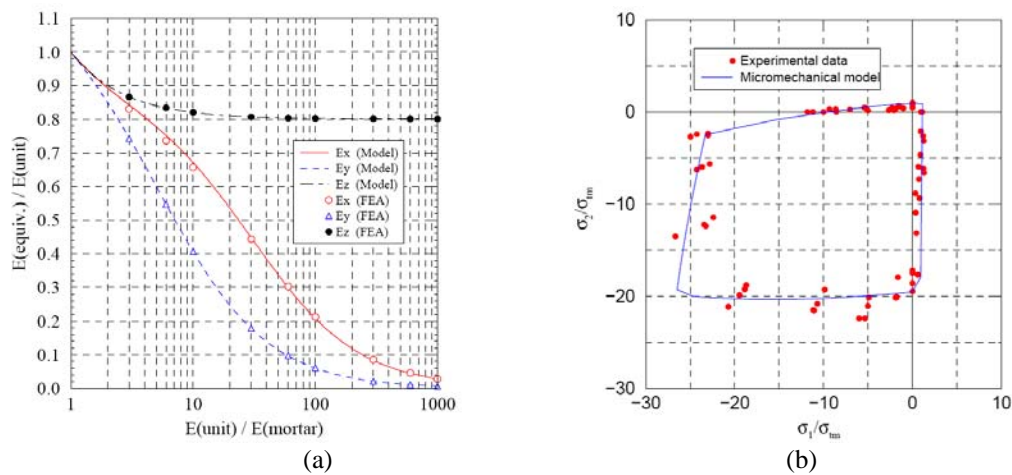 1.1
1.0
0.9
0.8
0.7
0.6
0.5
0.4
0.3
0.2
0.1
0.0
E(equiv.) / E(unit)
Ex (Model)
Ey (Model)
Ez (Model)
Ex (FEA)
Ey (FEA)
Ez (FEA)
1 10 100 1000
E(unit) / E(mortar)
(a)
10
0
−10
−20
−30
σ₂/σₜₘ
Experimental data
Micromechanical model
−30 −20 −10 0 10
σ₁/σₜₘ
(b)